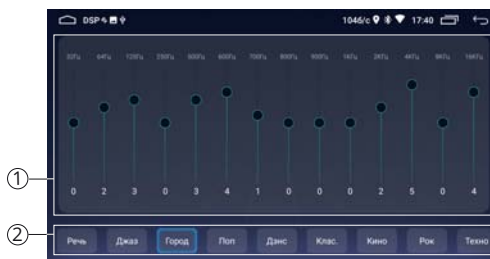 DSP 1046/c 17:40
32Гц 64Гц 125Гц 250Гц 500Гц 600Гц 700Гц 800Гц 900Гц 1КГц 2КГц 4КГц 8КГц 16КГц
0 2 3 0 3 4 1 0 0 0 2 5 0 4
1
2
Речь Джаз Город Поп Дэнс Клас. Кино Рок Техно